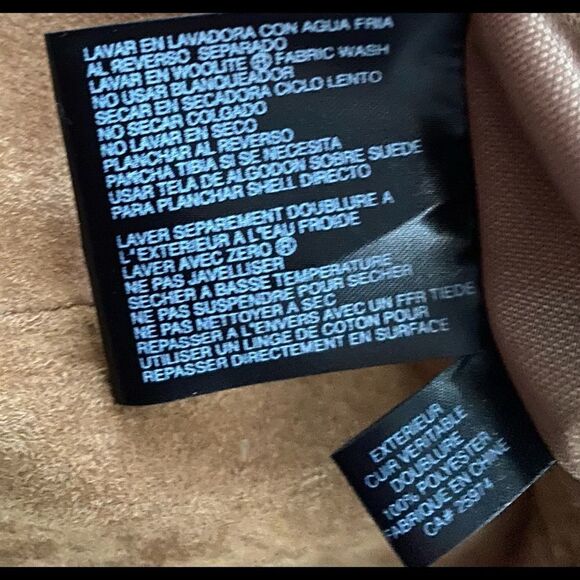 LAVAR EN LAVADORA CON AGUA FRIA
AL REVERSO SEPARADO
LAVAR EN WOOLITE ® FABRIC WASH
NO USAR BLANQUEADOR
SECAR EN SECADORA CICLO LENTO
NO SECAR COLGADO
NO LAVAR EN SECO
PLANCHAR AL REVERSO
PANCHA TIBIA SI SE NECESITA
USAR TELA DE ALGODON SOBRE SUEDE
PARA PLANCHAR SHELL DIRECTO
LAVER SEPAREMENT DOUBLURE A
L'EXTERIEUR A L'EAU FROIDE
LAVER AVEC ZERO ®
NE PAS JAVELLISER
SECHER A BASSE TEMPERATURE
NE PAS SUSPENDRE POUR SECHER
NE PAS NETTOYER A SEC
REPASSER A L'ENVERS AVEC UN FFR TIEDE
UTILISER UN LINGE DE COTON POUR
REPASSER DIRECTEMENT EN SURFACE
EXTERIEUR
CUIR VERITABLE
DOUBLURE
100% POLYESTER
FABRIQUE EN CHINE
CA# 25974